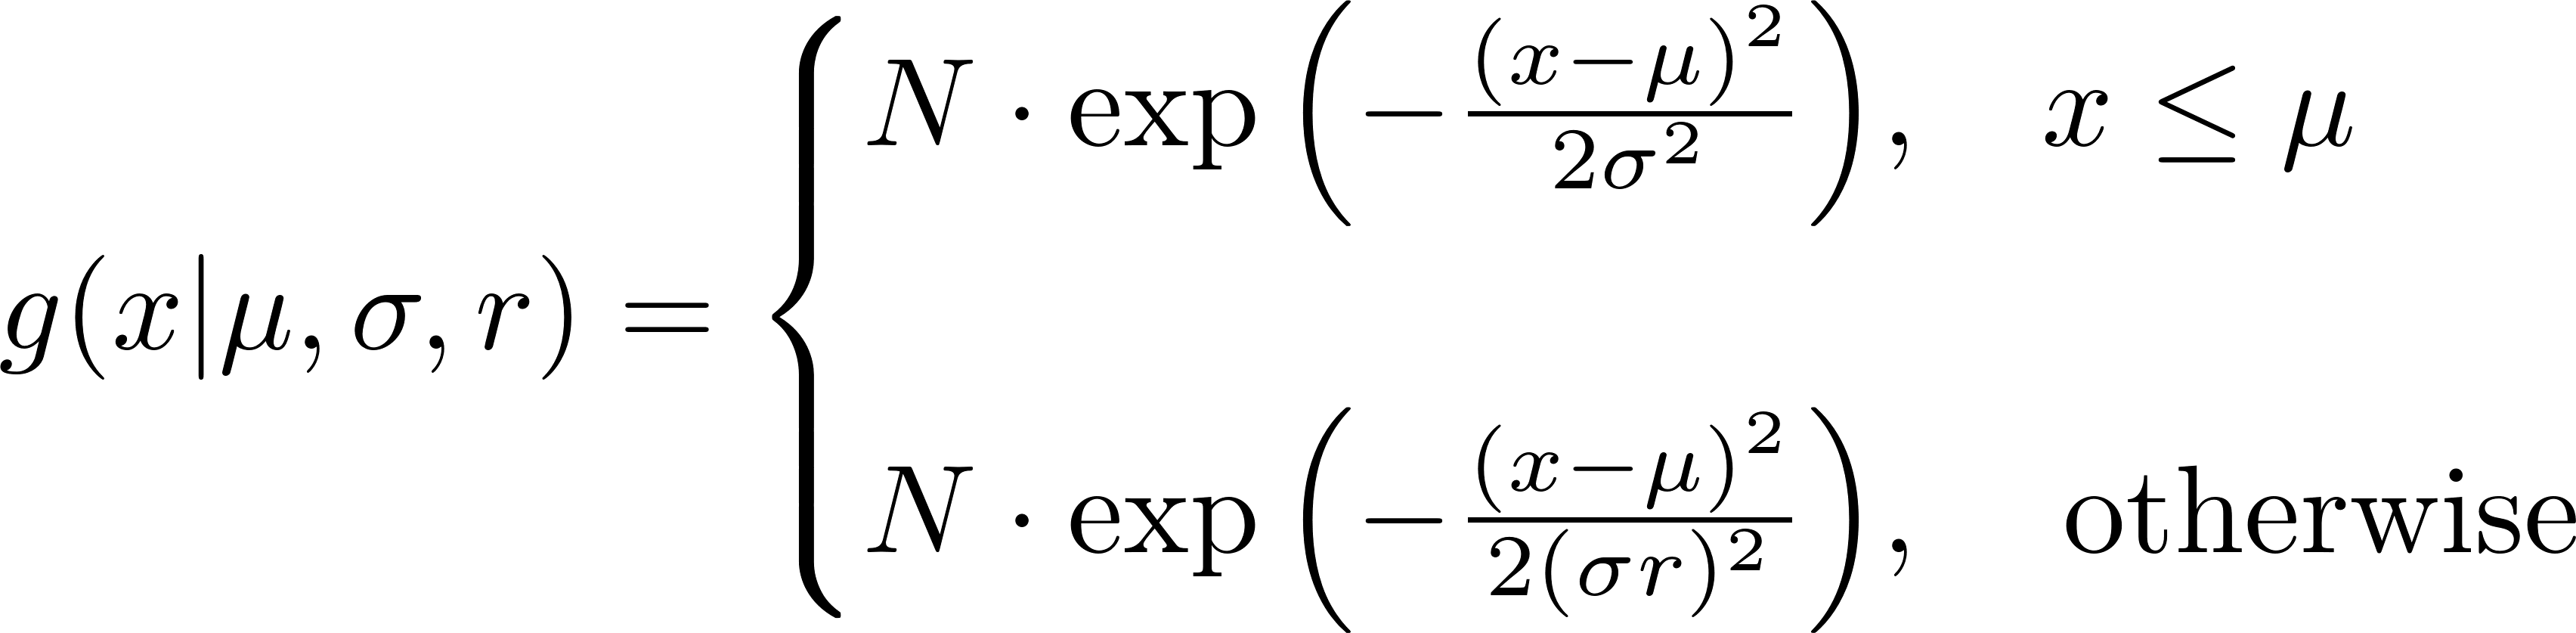 g(x|μ, σ, r) = { N · exp ( − (x−μ)² / 2σ² ), x ≤ μ
N · exp ( − (x−μ)² / 2(σr)² ), otherwise